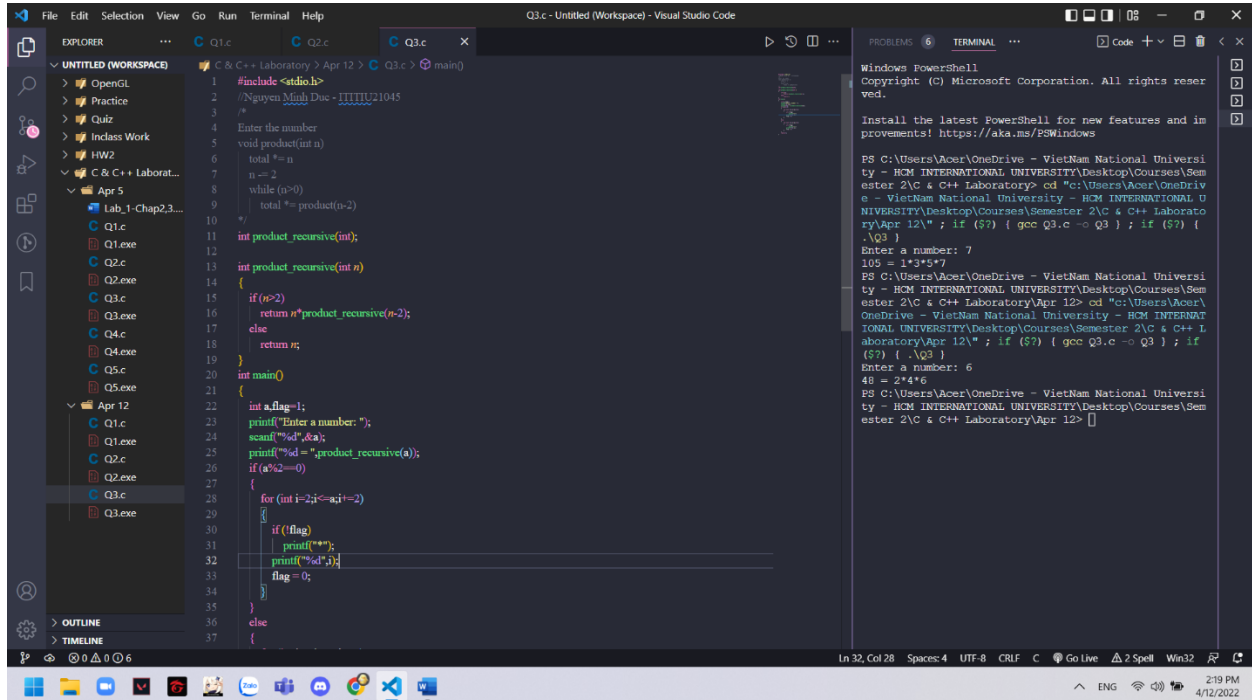 File Edit Selection View Go Run Terminal Help
Q3.c - Untitled (Workspace) - Visual Studio Code
EXPLORER
UNTITLED (WORKSPACE)
OpenGL
Practice
Quiz
Inclass Work
HW2
C & C++ Laborat...
Apr 5
Lab_1-Chap2,3....
Q1.c
Q1.exe
Q2.c
Q2.exe
Q3.c
Q3.exe
Q4.c
Q4.exe
Q5.c
Q5.exe
Apr 12
Q1.c
Q1.exe
Q2.c
Q2.exe
Q3.c
Q3.exe
OUTLINE
TIMELINE
Q1.c Q2.c Q3.c
C & C++ Laboratory > Apr 12 > Q3.c > main()
1 #include <stdio.h>
2 //Nguyen Minh Duc - ITITIU21045
3 /*
4 Enter the number
5 void product(int n)
6 total *= n
7 n -= 2
8 while (n>0)
9 total *= product(n-2)
10 */
11 int product_recursive(int);
12
13 int product_recursive(int n)
14 {
15 if (n>2)
16 return n*product_recursive(n-2);
17 else
18 return n;
19 }
20 int main()
21 {
22 int a,flag=1;
23 printf("Enter a number: ");
24 scanf("%d",&a);
25 printf("%d = ",product_recursive(a));
26 if (a%2==0)
27 {
28 for (int i=2;i<=a;i+=2)
29 {
30 if (!flag)
31 printf("*");
32 printf("%d",i);
33 flag = 0;
34 }
35 }
36 else
37 {
PROBLEMS 6 TERMINAL
Code
Windows PowerShell
Copyright (C) Microsoft Corporation. All rights reser
ved.
Install the latest PowerShell for new features and im
provements! https://aka.ms/PSWindows
PS C:\Users\Acer\OneDrive - VietNam National Universi
ty - HCM INTERNATIONAL UNIVERSITY\Desktop\Courses\Sem
ester 2\C & C++ Laboratory> cd "c:\Users\Acer\OneDriv
e - VietNam National University - HCM INTERNATIONAL U
NIVERSITY\Desktop\Courses\Semester 2\C & C++ Laborato
ry\Apr 12\" ; if ($?) { gcc Q3.c -o Q3 } ; if ($?) {
.\Q3 }
Enter a number: 7
105 = 1*3*5*7
PS C:\Users\Acer\OneDrive - VietNam National Universi
ty - HCM INTERNATIONAL UNIVERSITY\Desktop\Courses\Sem
ester 2\C & C++ Laboratory\Apr 12> cd "c:\Users\Acer\
OneDrive - VietNam National University - HCM INTERNAT
IONAL UNIVERSITY\Desktop\Courses\Semester 2\C & C++ L
aboratory\Apr 12\" ; if ($?) { gcc Q3.c -o Q3 } ; if
($?) { .\Q3 }
Enter a number: 6
48 = 2*4*6
PS C:\Users\Acer\OneDrive - VietNam National Universi
ty - HCM INTERNATIONAL UNIVERSITY\Desktop\Courses\Sem
ester 2\C & C++ Laboratory\Apr 12>
0 0 6
Ln 32, Col 28 Spaces: 4 UTF-8 CRLF C Go Live 2 Spell Win32
Zalo
ENG
2:19 PM
4/12/2022